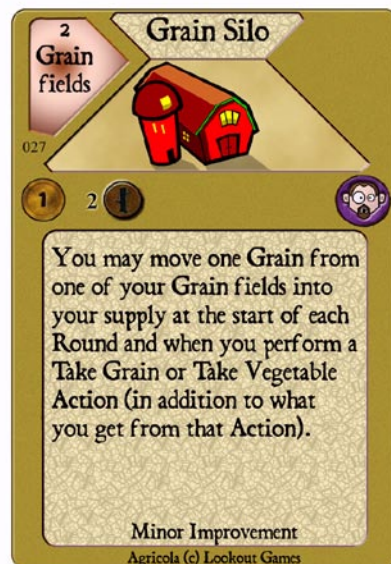 2
Grain
fields
Grain Silo
027
1
2
You may move one Grain from
one of your Grain fields into
your supply at the start of each
Round and when you perform a
Take Grain or Take Vegetable
Action (in addition to what
you get from that Action).
Minor Improvement
Agricola (c) Lookout Games